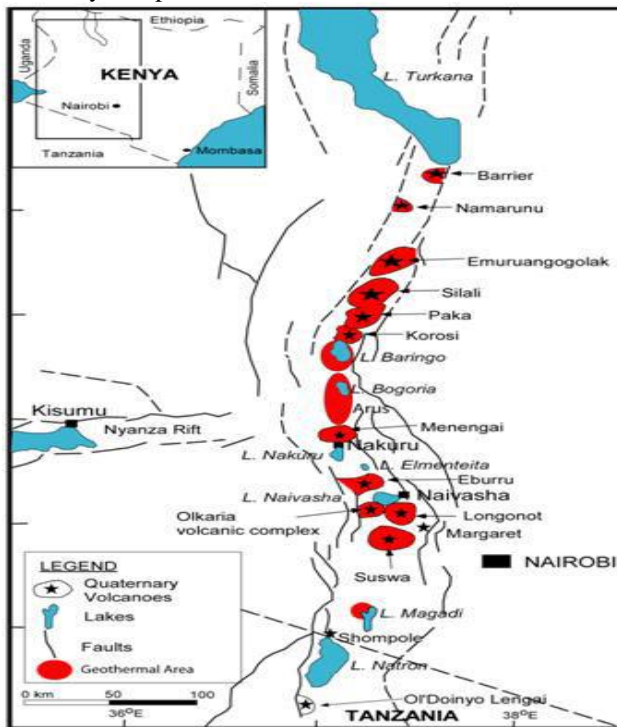 Ethiopia
Uganda
KENYA
Somalia
Nairobi
Tanzania
Mombasa
L. Turkana
Barrier
Namarunu
Emuruangogolak
Silali
Paka
Korosi
L. Baringo
L. Bogoria
Arus
Kisumu
Nyanza Rift
Menengai
Nakuru
L. Nakuru
L. Elmenteita
Eburru
L. Naivasha
Naivasha
Olkaria
volcanic complex
Longonot
Margaret
NAIROBI
Suswa
LEGEND
Quaternary
Volcanoes
Lakes
Faults
Geothermal Area
L. Magadi
Shompole
L. Natron
0 km 50 100
36°E
Ol'Doinyo Lengai
TANZANIA
38°E